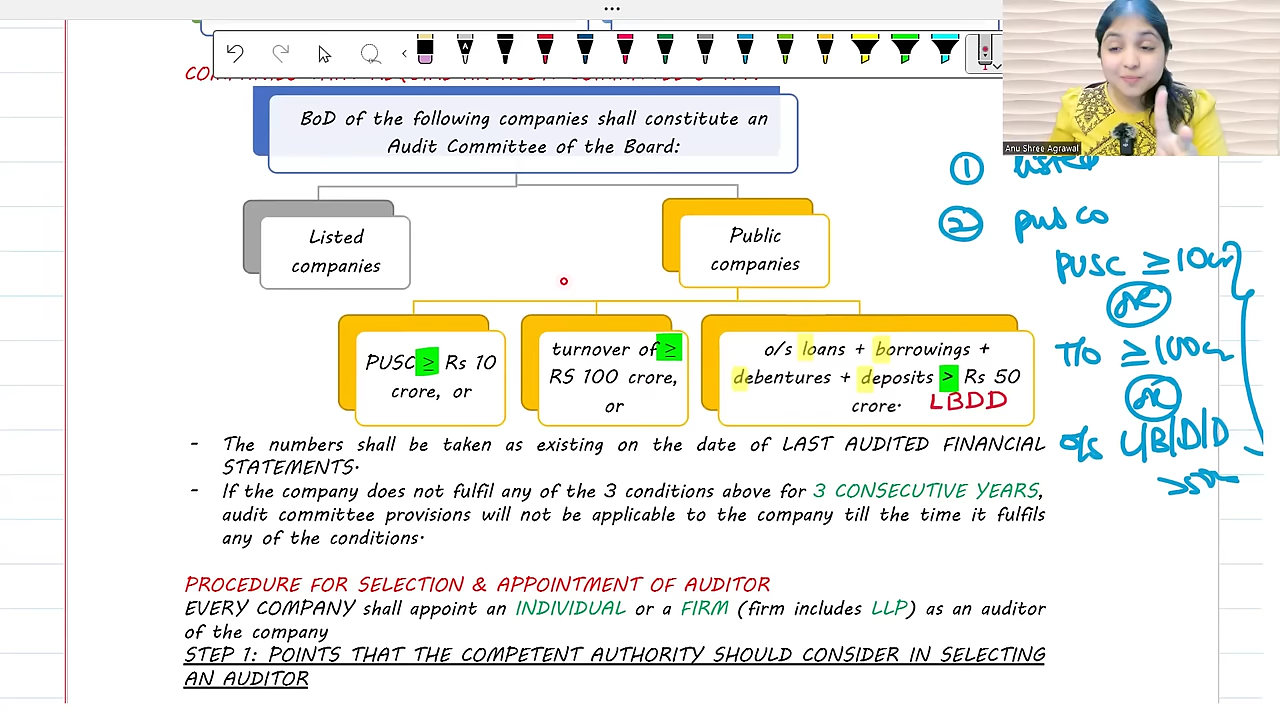 Anu Shree Agrawal
BoD of the following companies shall constitute an
Audit Committee of the Board:
Listed
companies
Public
companies
PUSC ≥ Rs 10
crore, or
turnover of ≥
RS 100 crore,
or
o/s loans + borrowings +
debentures + deposits > Rs 50
crore.
LBDD
① listed
② pus co
PUSC ≥ 10cr
OR
T/o ≥ 100cr
OR
o/s L/B/D/D
>50cr
- The numbers shall be taken as existing on the date of LAST AUDITED FINANCIAL
STATEMENTS.
- If the company does not fulfil any of the 3 conditions above for 3 CONSECUTIVE YEARS,
audit committee provisions will not be applicable to the company till the time it fulfils
any of the conditions.
PROCEDURE FOR SELECTION & APPOINTMENT OF AUDITOR
EVERY COMPANY shall appoint an INDIVIDUAL or a FIRM (firm includes LLP) as an auditor
of the company
STEP 1: POINTS THAT THE COMPETENT AUTHORITY SHOULD CONSIDER IN SELECTING
AN AUDITOR